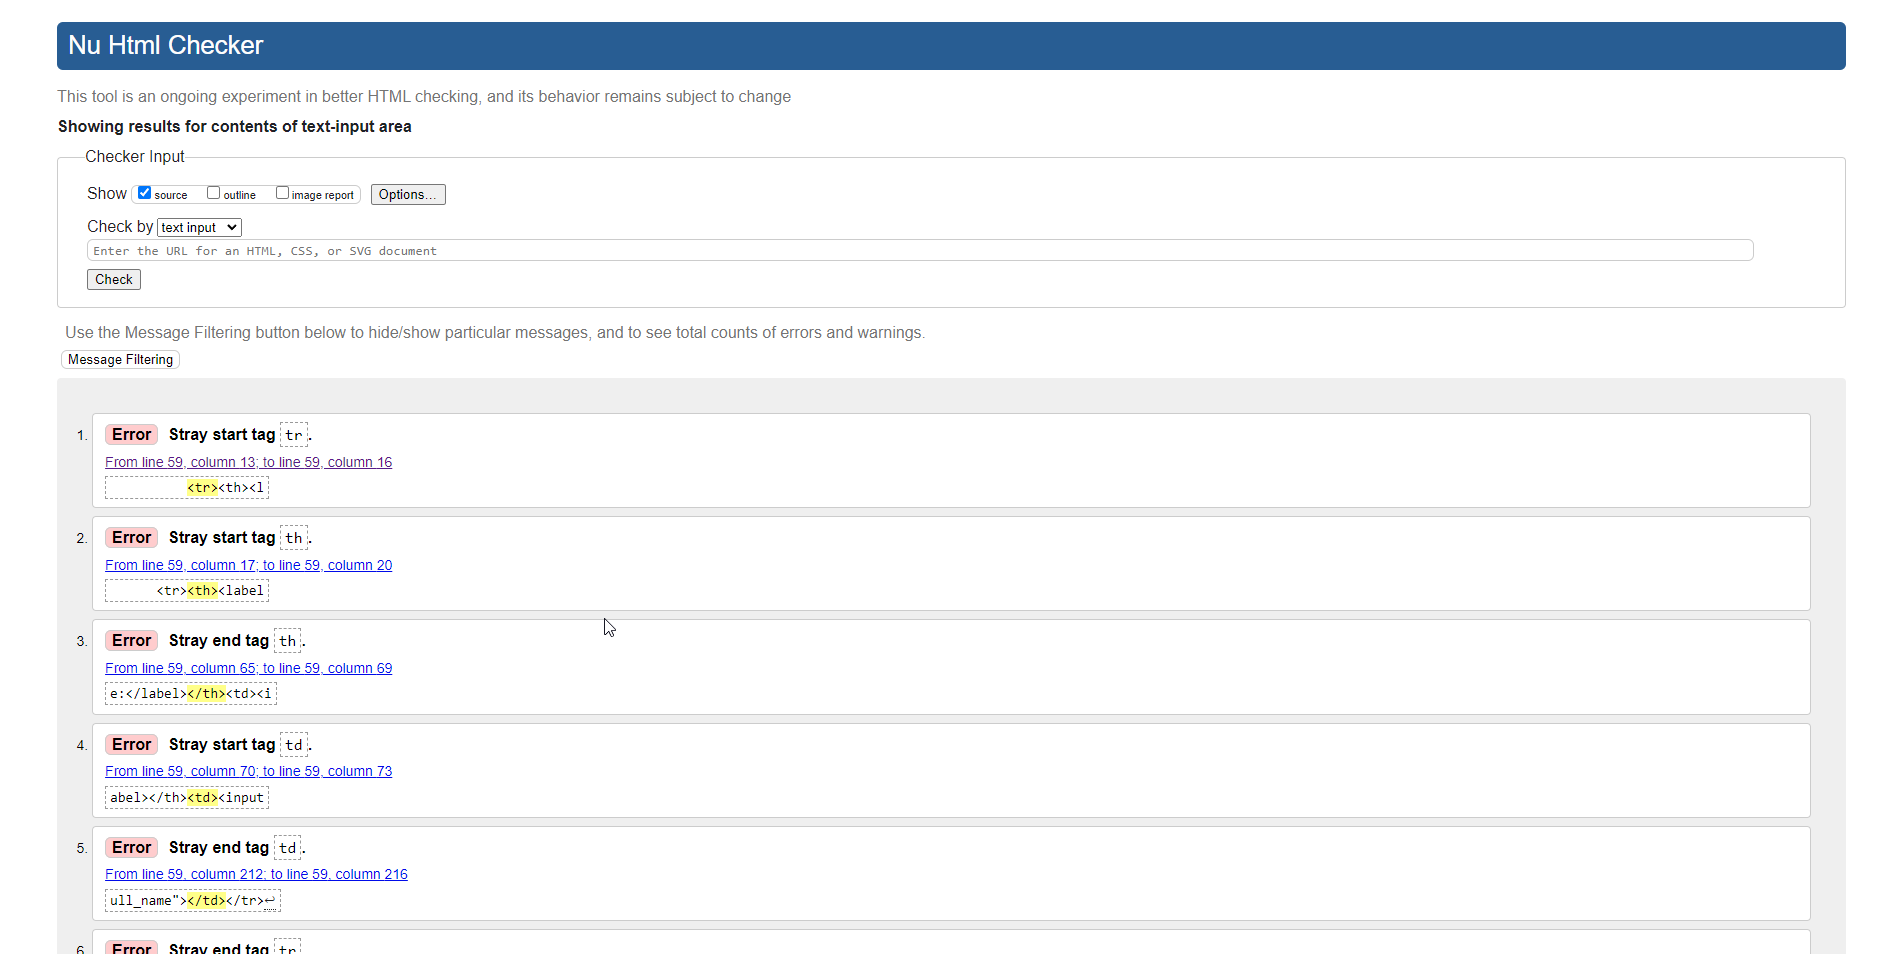 Nu Html Checker
This tool is an ongoing experiment in better HTML checking, and its behavior remains subject to change
Showing results for contents of text-input area
Checker Input
Show source outline image report Options...
Check by text input
Enter the URL for an HTML, CSS, or SVG document
Check
Use the Message Filtering button below to hide/show particular messages, and to see total counts of errors and warnings.
Message Filtering
1. Error Stray start tag tr.
From line 59, column 13; to line 59, column 16
<tr><th><l
2. Error Stray start tag th.
From line 59, column 17; to line 59, column 20
<tr><th><label
3. Error Stray end tag th.
From line 59, column 65; to line 59, column 69
e:</label></th><td><i
4. Error Stray start tag td.
From line 59, column 70; to line 59, column 73
abel></th><td><input
5. Error Stray end tag td.
From line 59, column 212; to line 59, column 216
ull_name"></td></tr>↩
6. Error Stray end tag tr